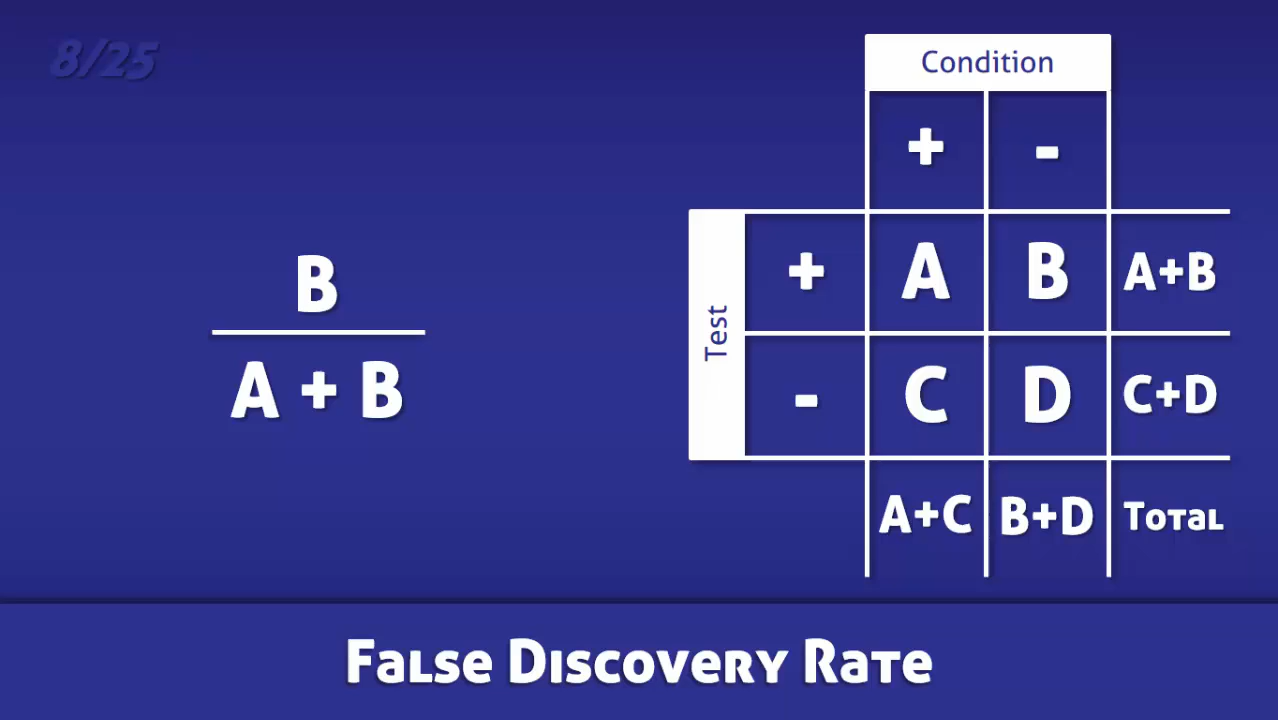 8/25
Condition
+ -
Test
+ A B A+B
- C D C+D
A+C B+D Total
B
A + B
False Discovery Rate